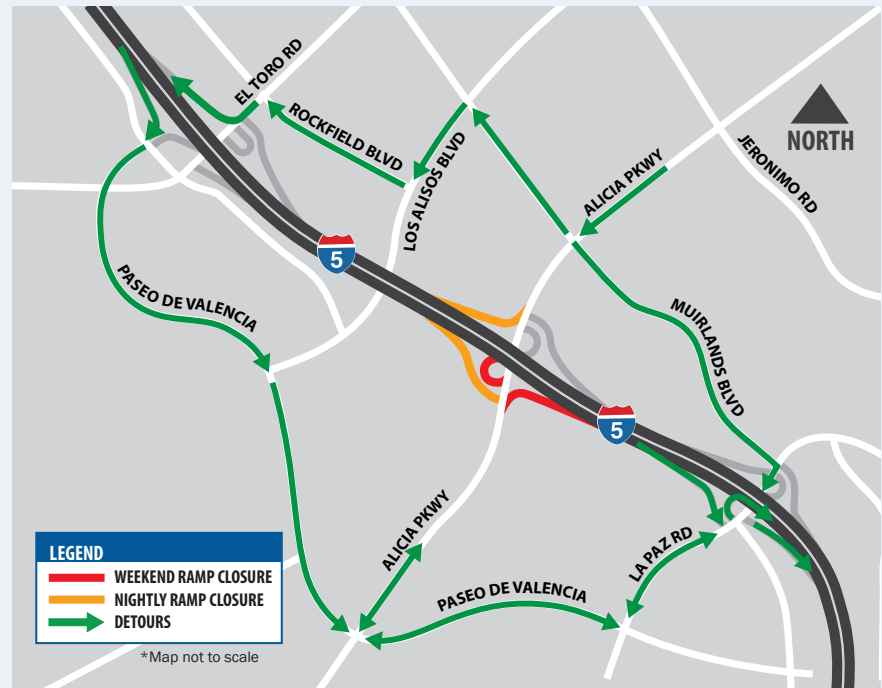 EL TORO RD
ROCKFIELD BLVD
LOS ALISOS BLVD
ALICIA PKWY
JERONIMO RD
NORTH
5
PASEO DE VALENCIA
MUIRLANDS BLVD
5
ALICIA PKWY
LA PAZ RD
PASEO DE VALENCIA
LEGEND
WEEKEND RAMP CLOSURE
NIGHTLY RAMP CLOSURE
DETOURS
*Map not to scale